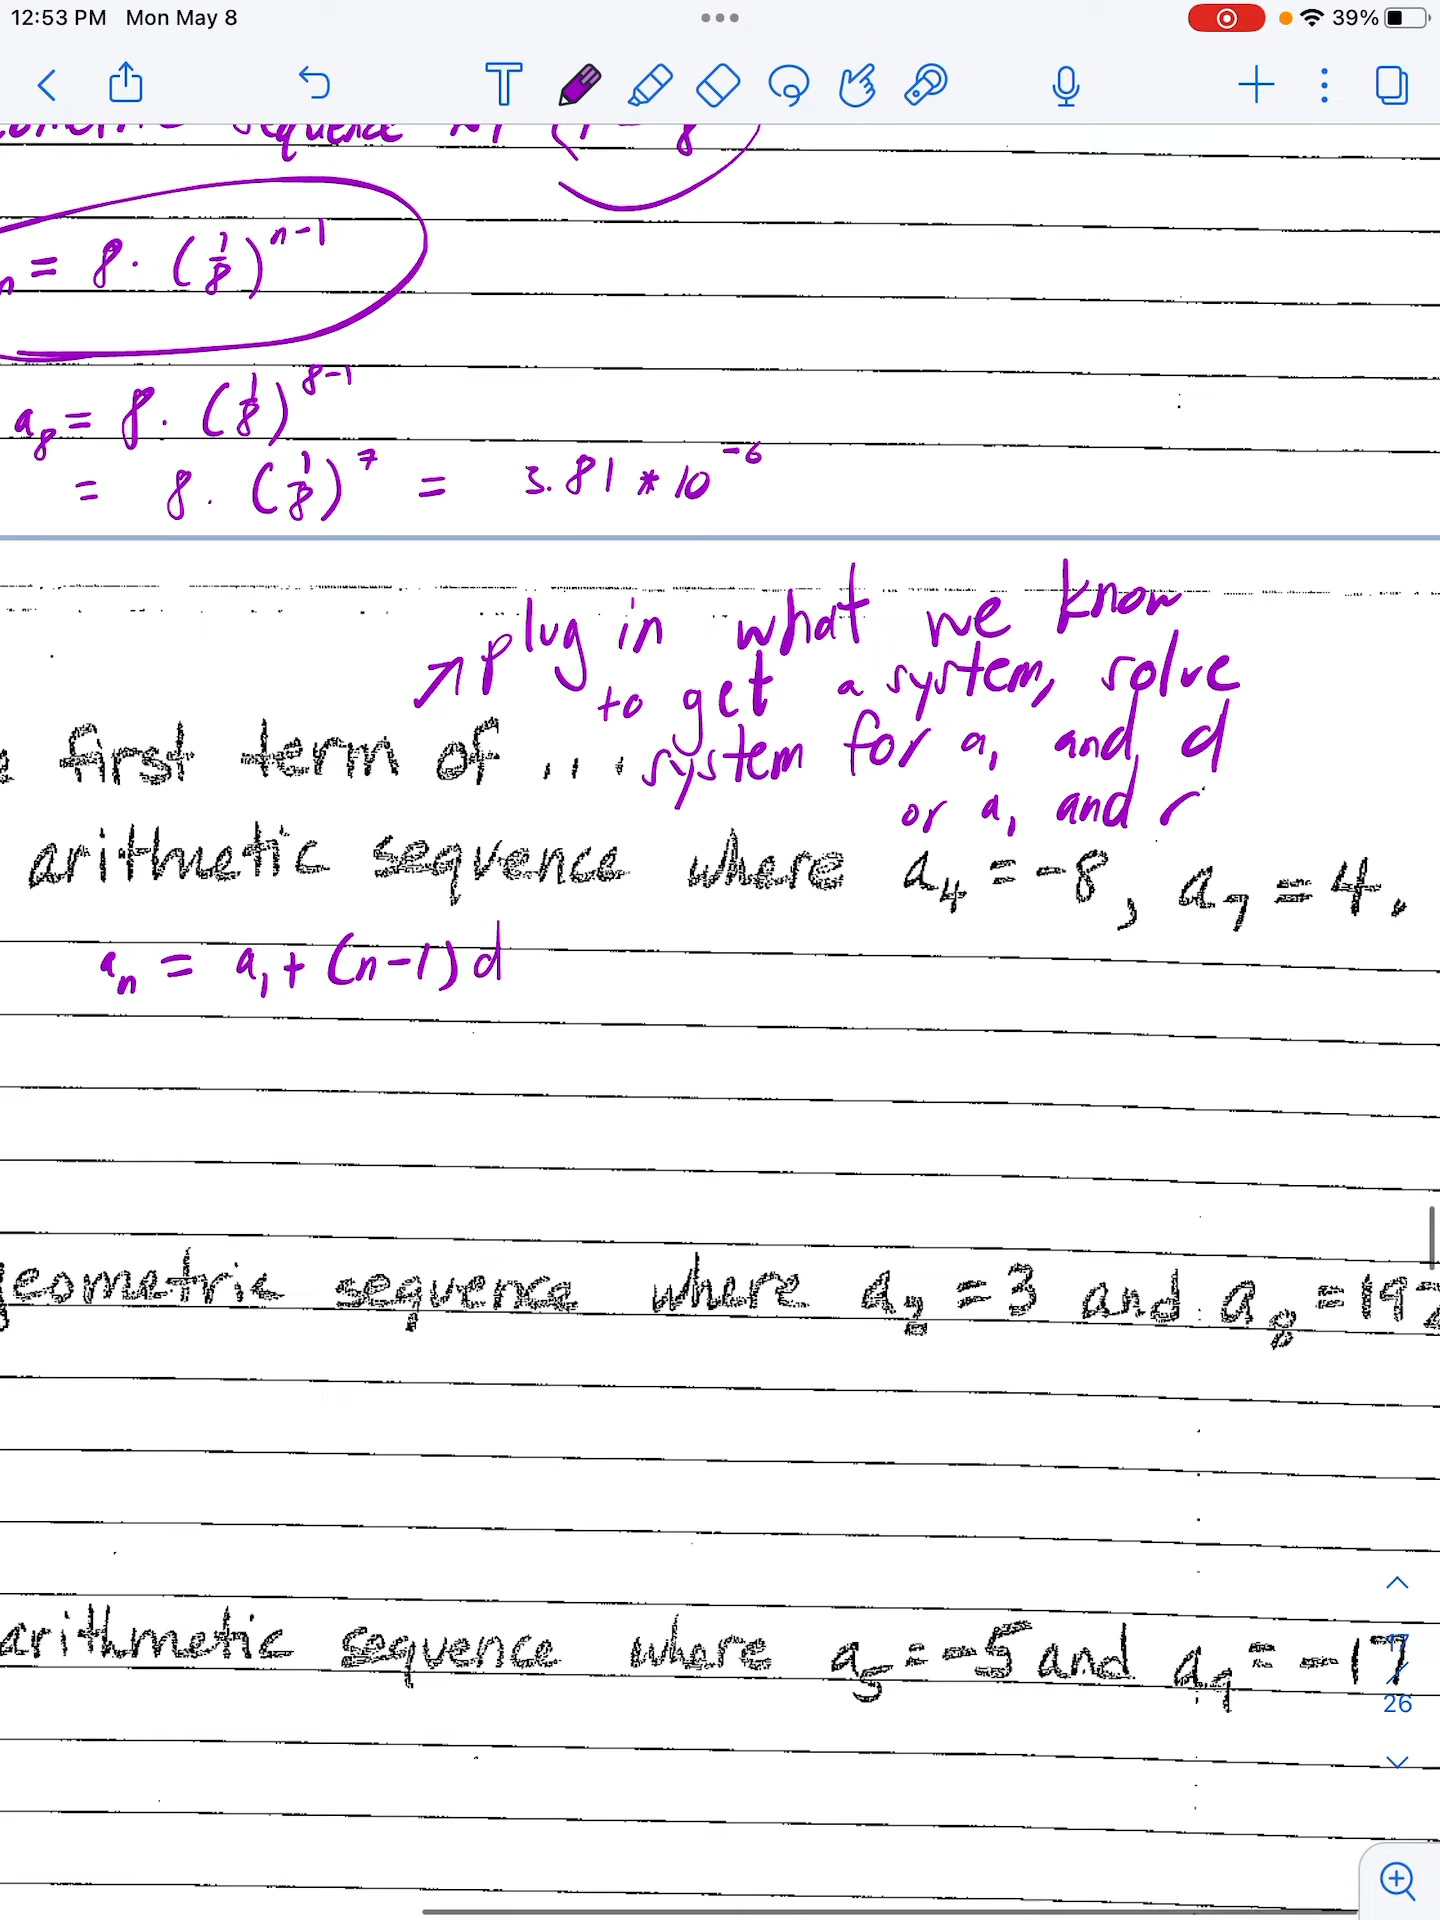 12:53 PM Mon May 8
39%
T
sequence
n = 8 · (1/8)^n-1
a8 = 8 · (1/8)^8-1
= 8 · (1/8)^7 = 3.81 * 10^-6
↗ plug in what we know
to get a system, solve
first term of .... system for a1 and d
or a1 and r
arithmetic sequence where a4 = -8, a7 = 4.
an = a1 + (n-1)d
geometric sequence where a2 = 3 and a8 = 192
arithmetic sequence where a5 = -5 and a9 = -17
17
/
26